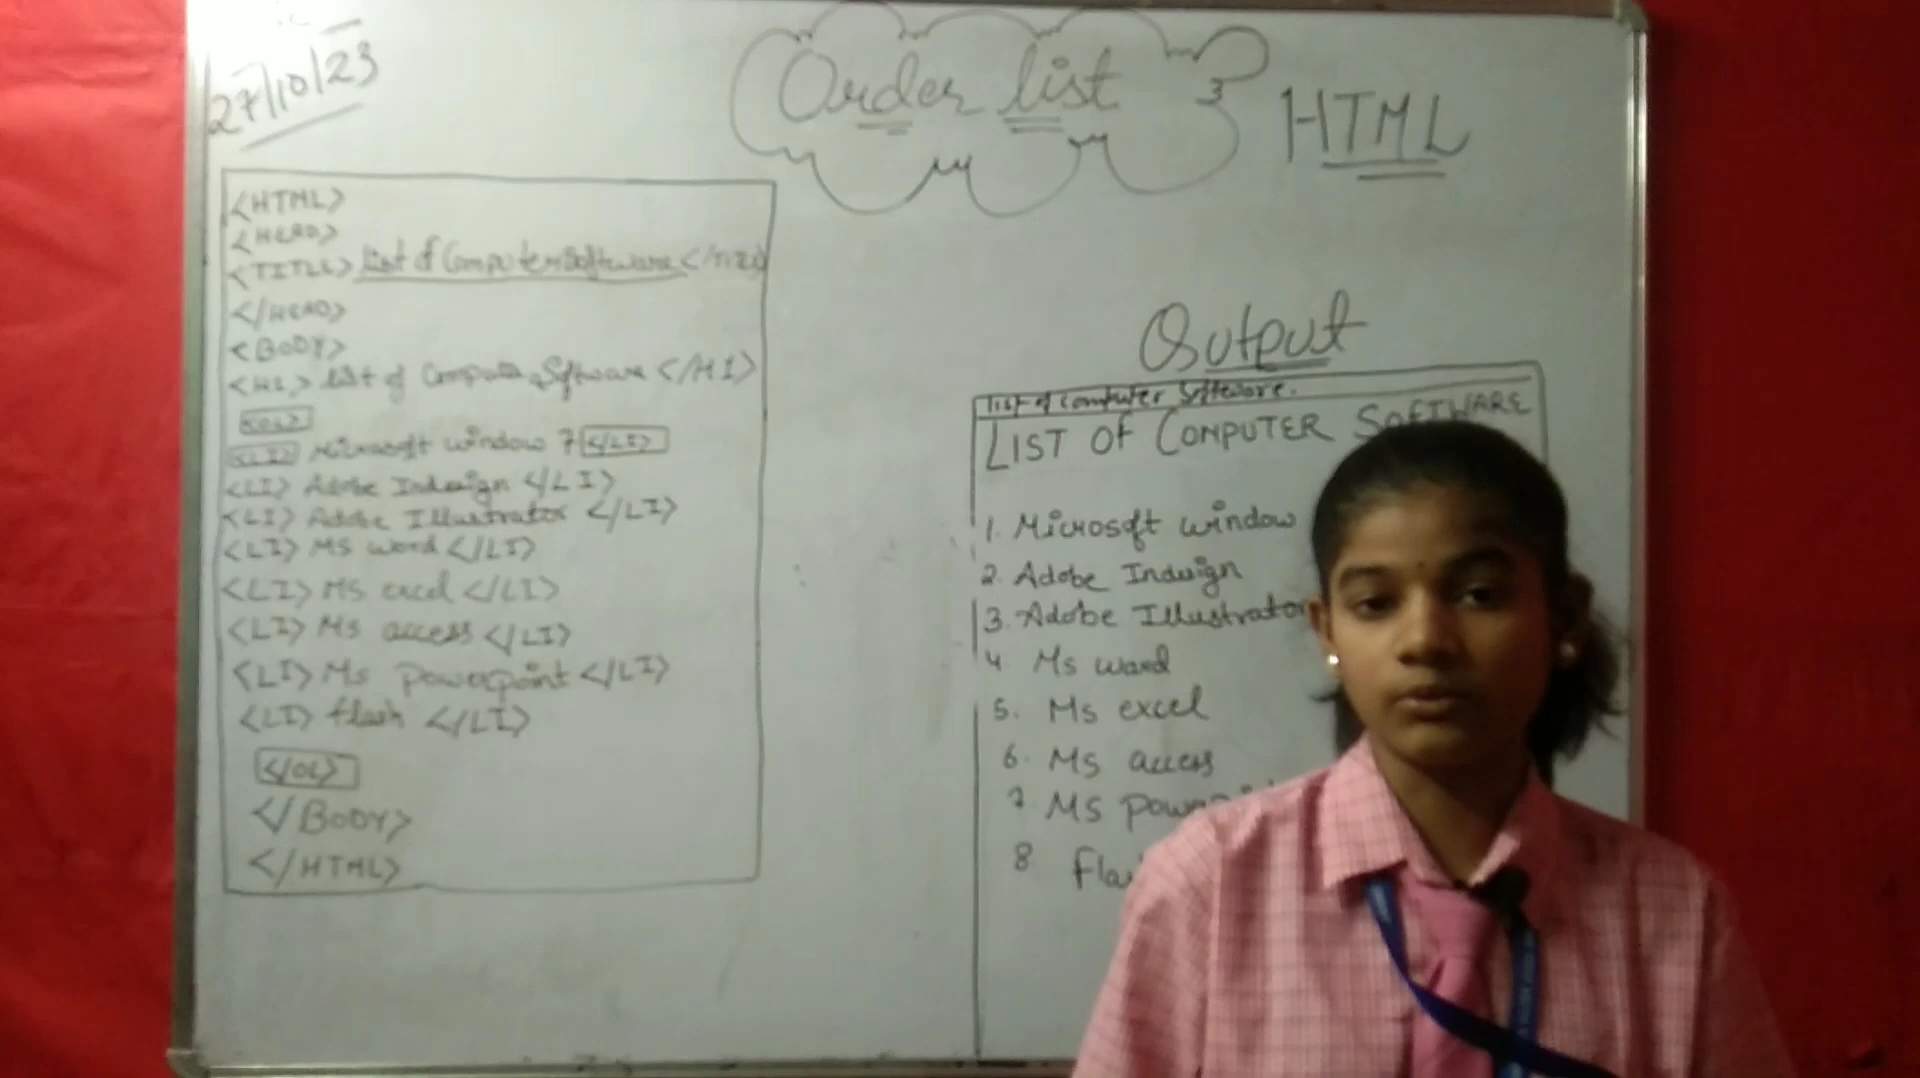 27/10/23
Order list
HTML
<HTML>
<HEAD>
<TITLE> List of Computer Software
</HEAD>
<BODY>
<H1> list of Computer Software </H1>
<OL>
<LI> Microsoft window 7 </LI>
<LI> Adobe Indesign </LI>
<LI> Adobe Illustrator </LI>
<LI> MS word </LI>
<LI> MS excel </LI>
<LI> Ms access </LI>
<LI> Ms powerpoint </LI>
<LI> flash </LI>
</OL>
</BODY>
</HTML>
Output
list of computer Software.
LIST OF COMPUTER SOFTWARE
1. Microsoft window
2. Adobe Indesign
3. Adobe Illustrator
4 Ms word
5. Ms excel
6. Ms access
7 MS
8